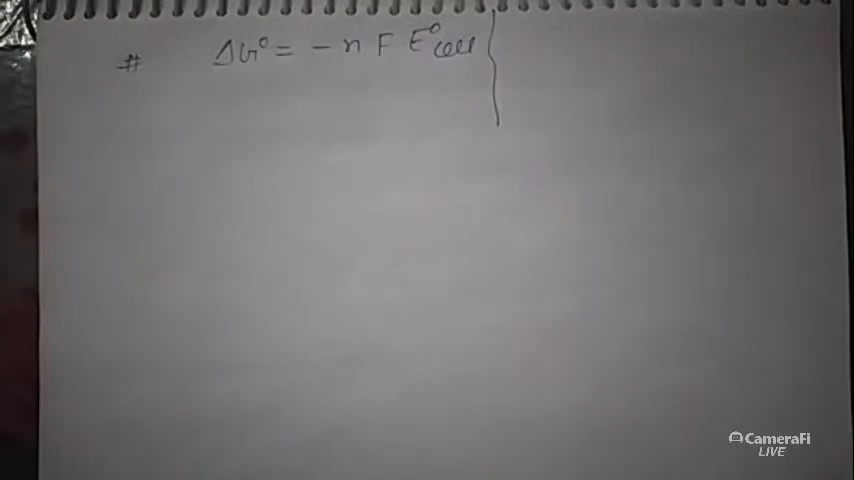 # ΔG° = - n F E°cell
CameraFi
LIVE